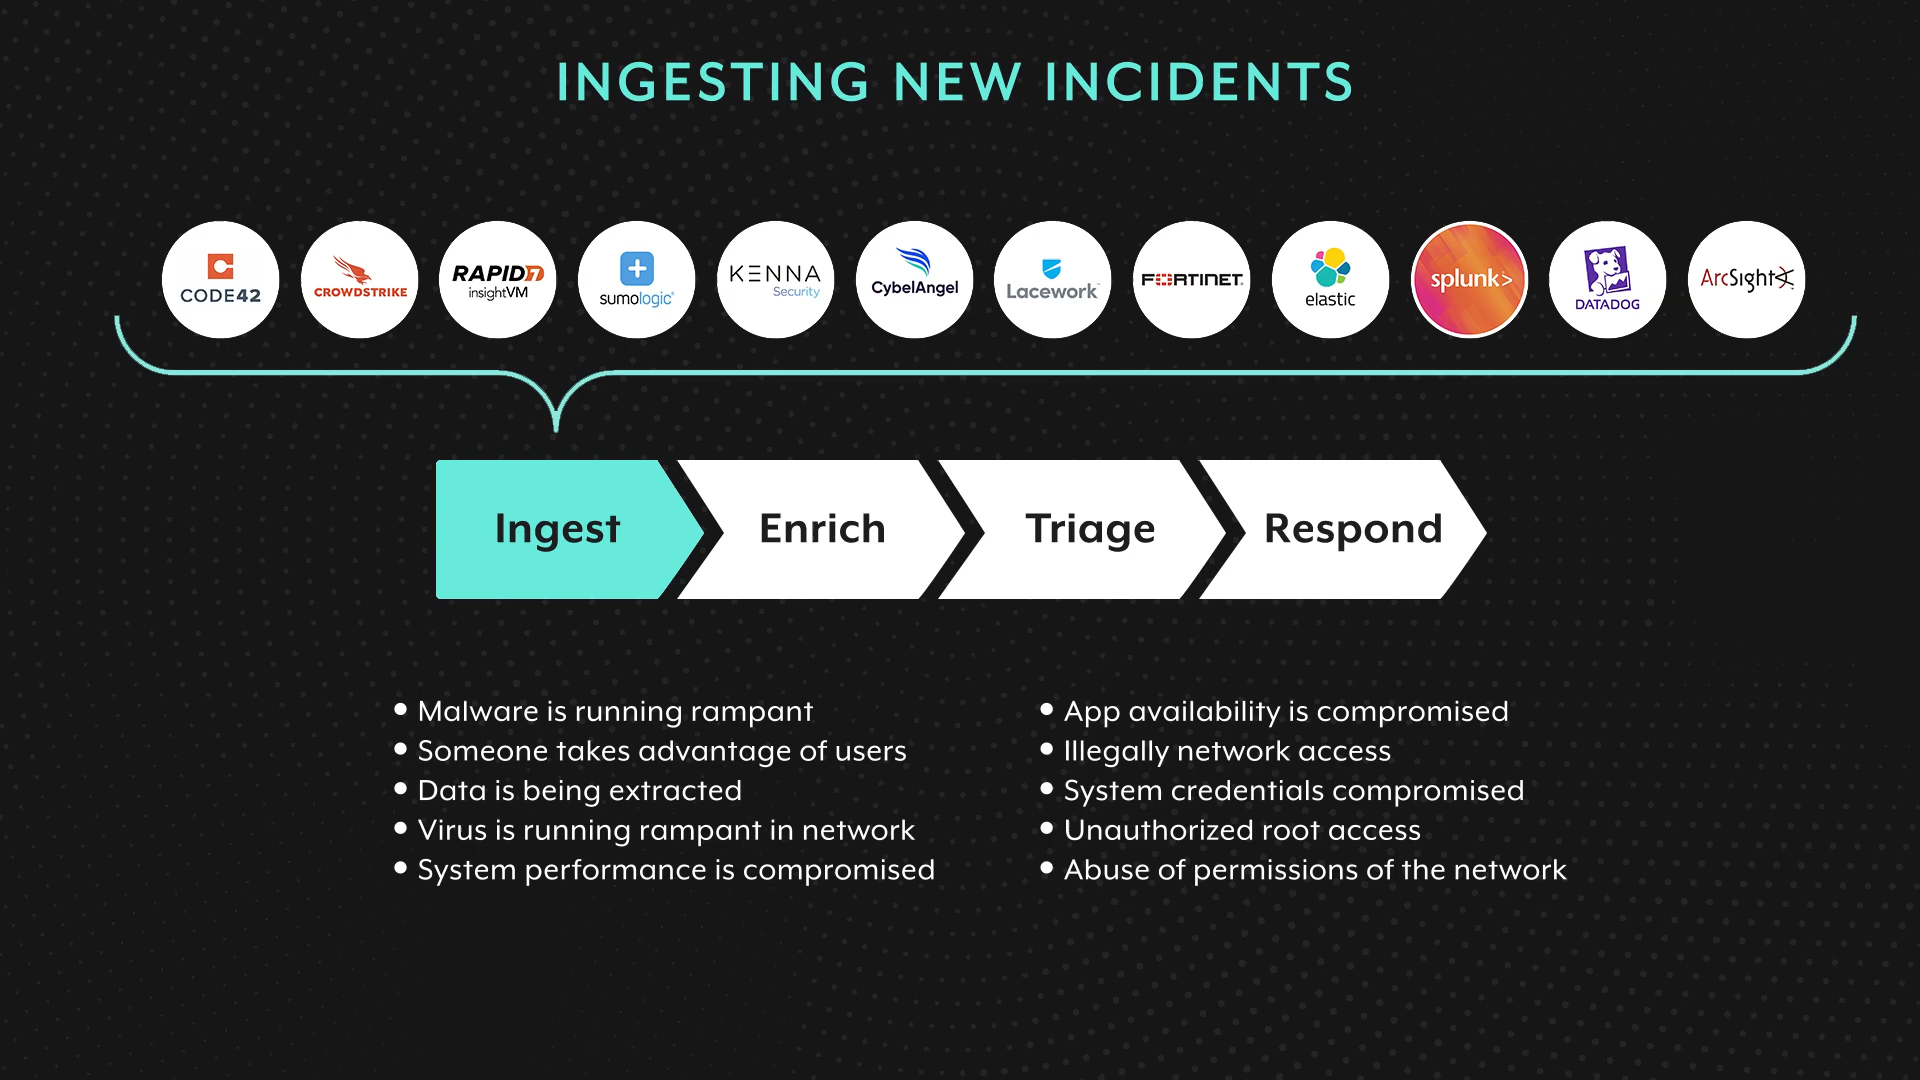 INGESTING NEW INCIDENTS
CODE42
CROWDSTRIKE
RAPID7
insightVM
sumologic
KENNA
Security
CybelAngel
Lacework
FORTINET
elastic
splunk>
DATADOG
ArcSight
Ingest
Enrich
Triage
Respond
• Malware is running rampant
• Someone takes advantage of users
• Data is being extracted
• Virus is running rampant in network
• System performance is compromised
• App availability is compromised
• Illegally network access
• System credentials compromised
• Unauthorized root access
• Abuse of permissions of the network